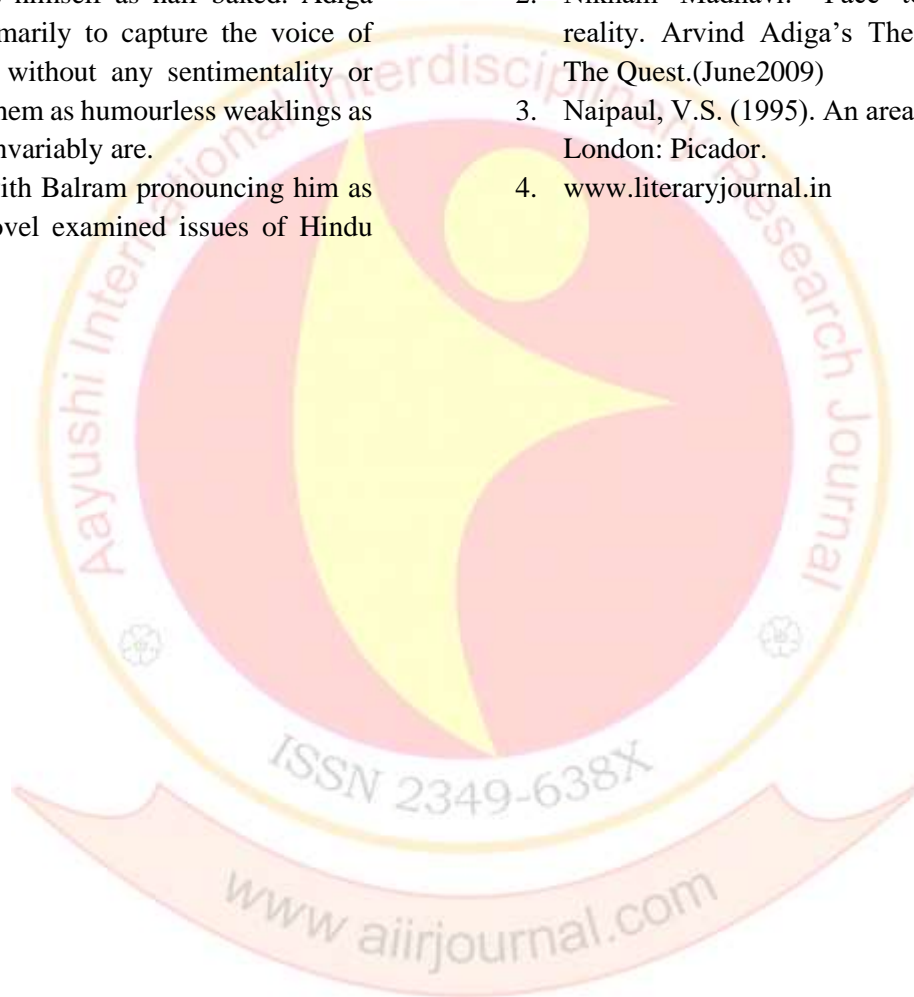 himself as half baked. Adiga
marily to capture the voice of
without any sentimentality or
hem as humourless weaklings as
nvariably are.
ith Balram pronouncing him as
ovel examined issues of Hindu
2. Nikham Madhavi. Face to
reality. Arvind Adiga's The
The Quest.(June2009)
3. Naipaul, V.S. (1995). An area
London: Picador.
4. www.literaryjournal.in
Aayushi International Interdisciplinary Research Journal
ISSN 2349-638X
www aiirjournal.com